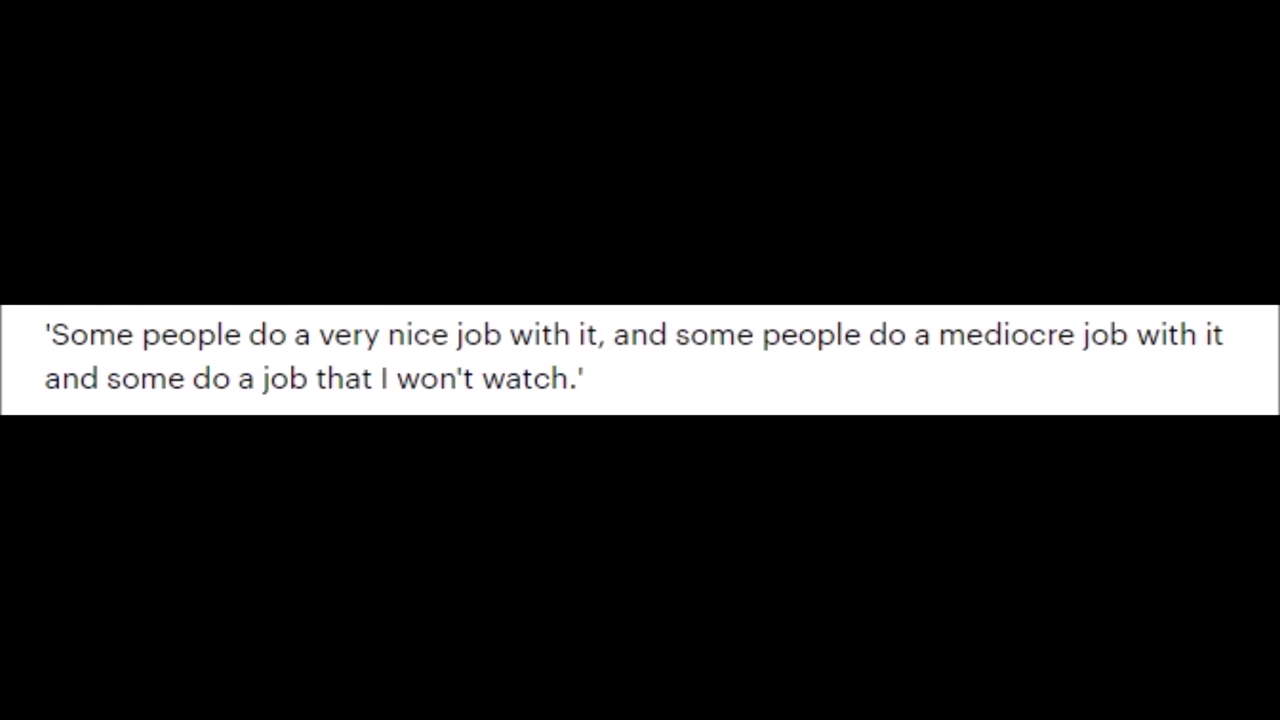 'Some people do a very nice job with it, and some people do a mediocre job with it
and some do a job that I won't watch.'